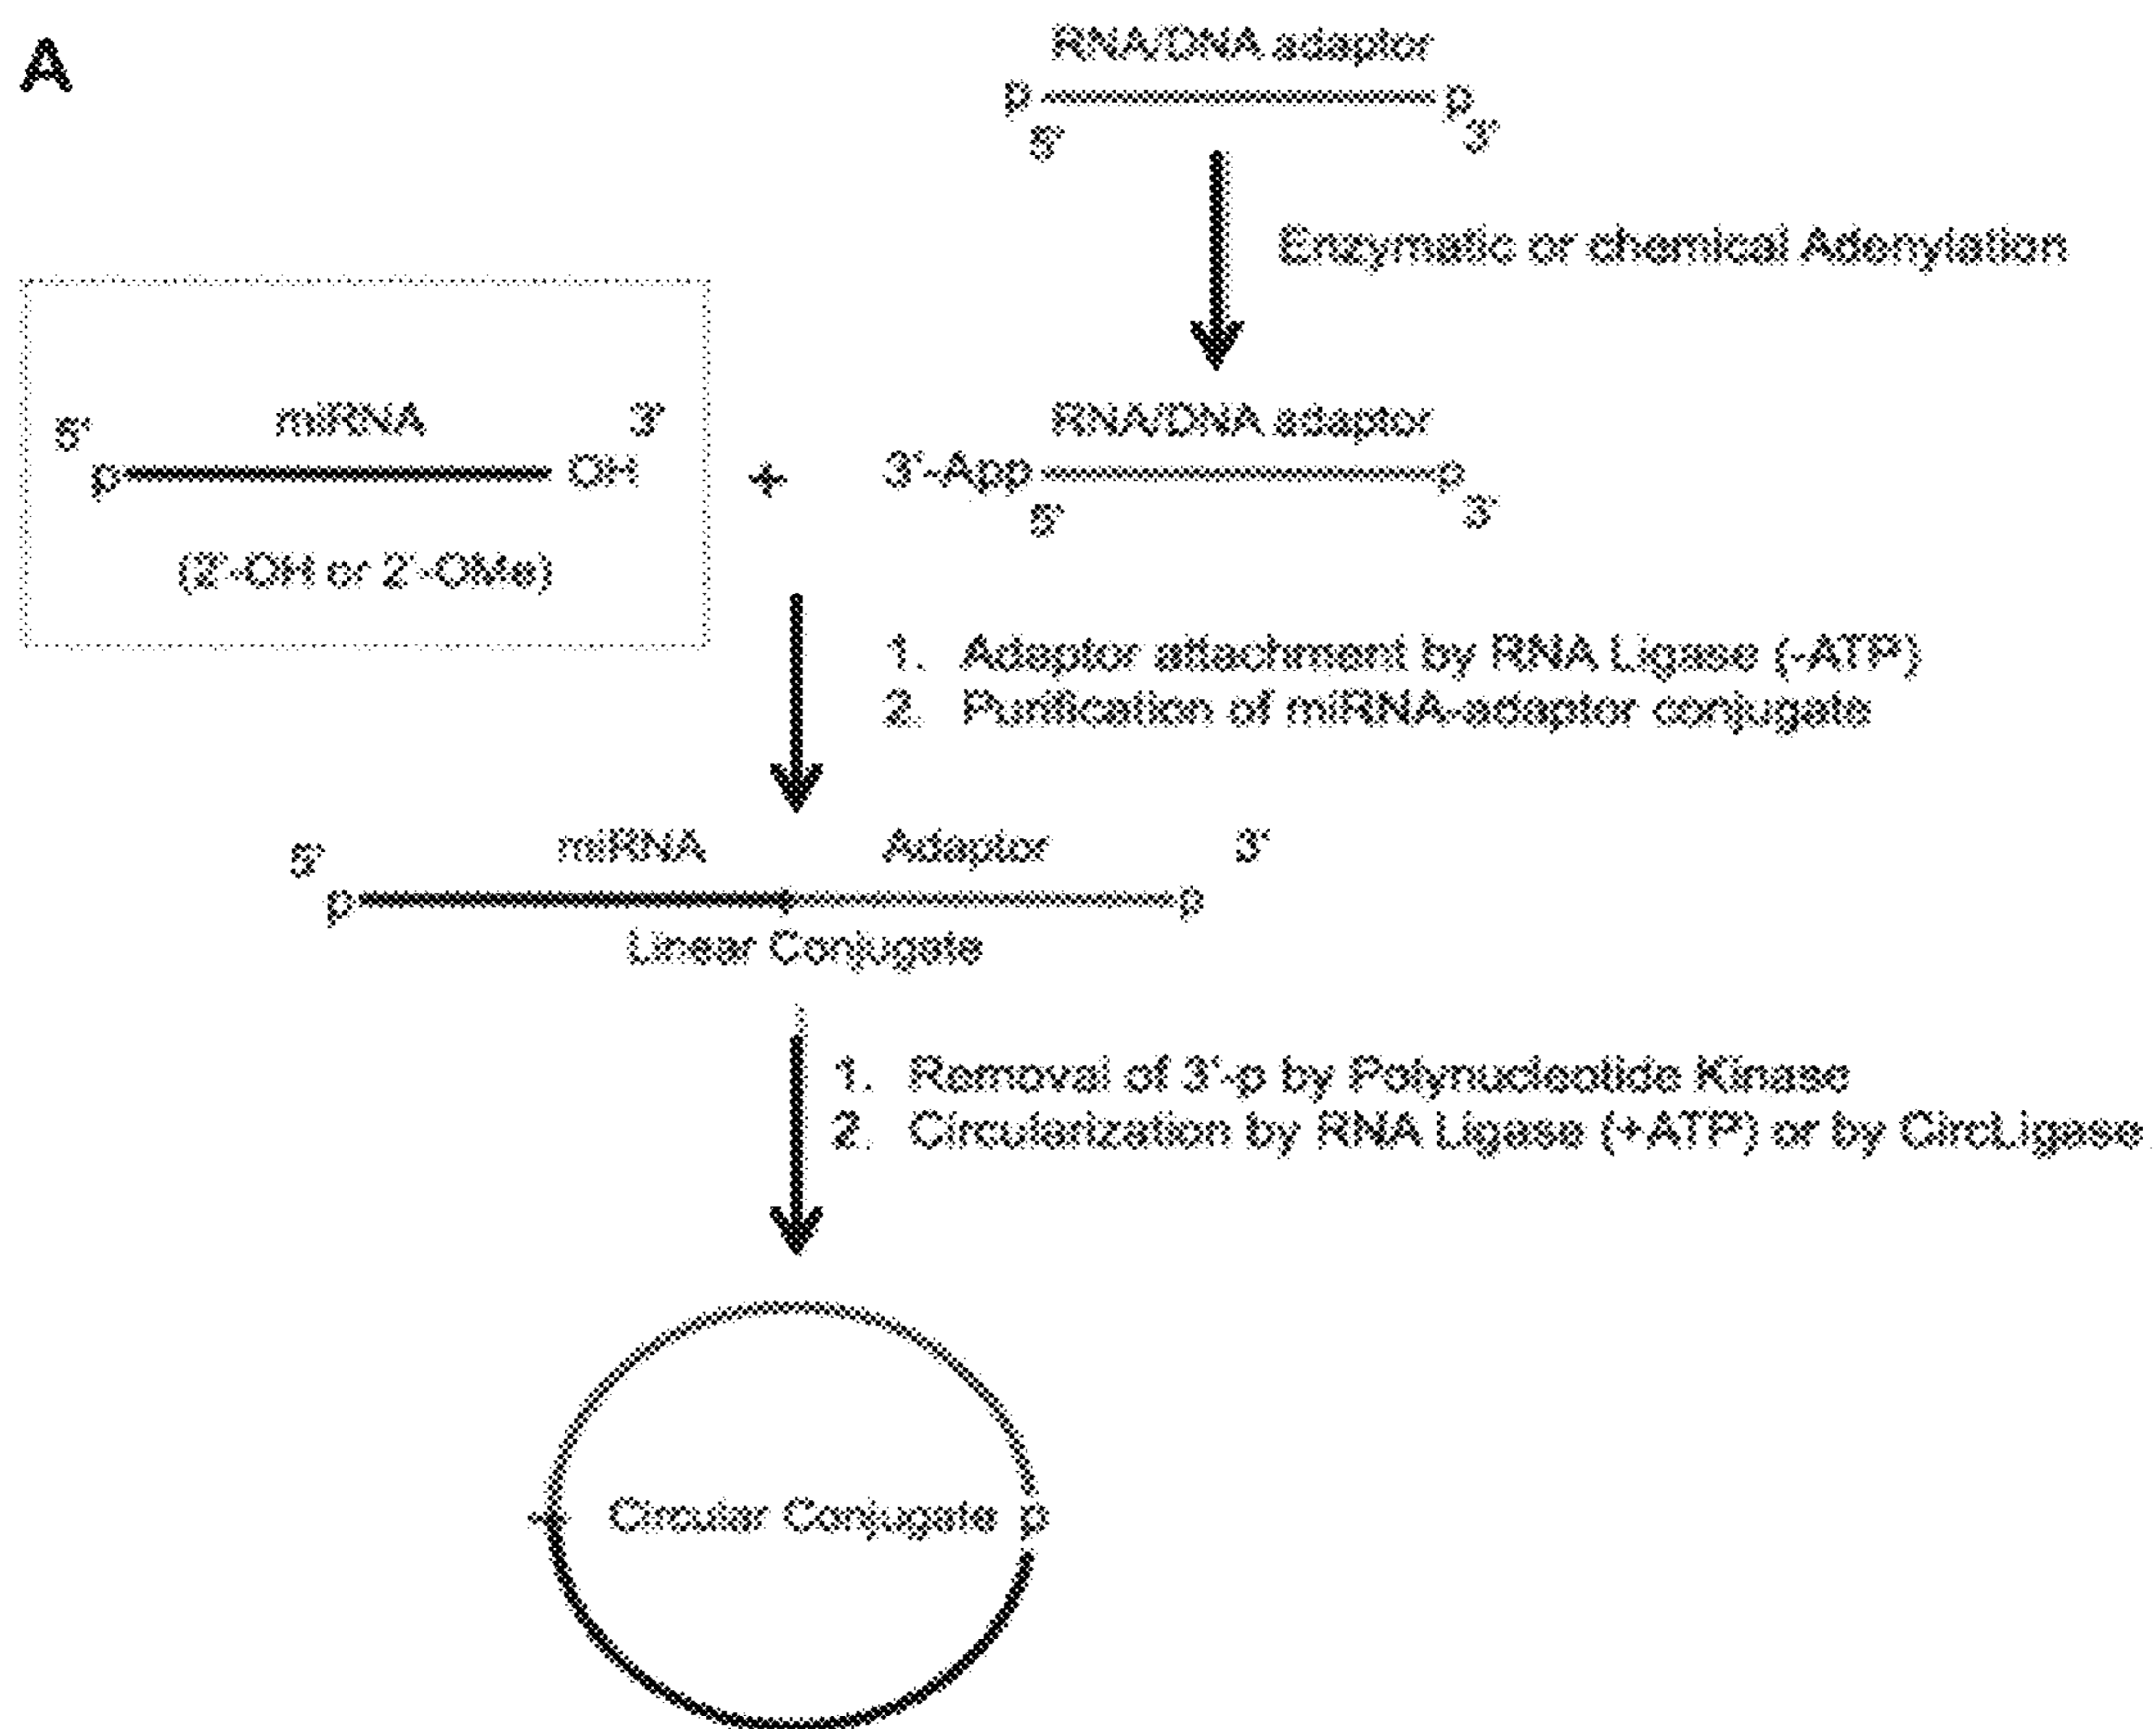 A
RNA/DNA adaptor
p p
5' 3'
Enzymatic or chemical Adenylation
5' miRNA 3'
p OH
(2'-OH or 2'-OMe)
+
RNA/DNA adaptor
3'-App p
5' 3'
1. Adaptor attachment by RNA Ligase (-ATP)
2. Purification of miRNA-adaptor conjugate
5' miRNA Adaptor 3'
p p
Linear Conjugate
1. Removal of 3'-p by Polynucleotide Kinase
2. Circularization by RNA Ligase (+ATP) or by CircLigase
Circular Conjugate p